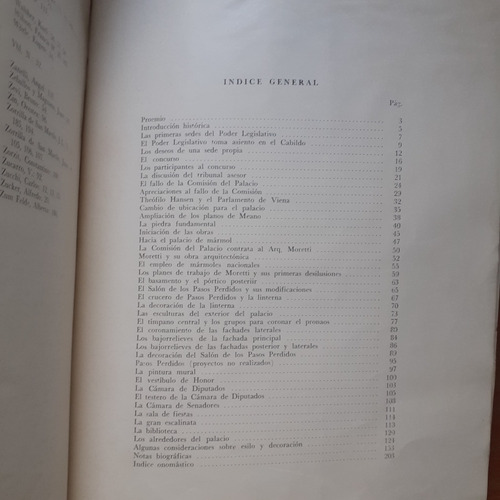 INDICE GENERAL
Pág.
Proemio 3
Introducción histórica 5
Las primeras sedes del Poder Legislativo 7
El Poder Legislativo toma asiento en el Cabildo 9
Los deseos de una sede propia 12
El concurso 16
Los participantes al concurso 19
La discusión del tribunal asesor 21
El fallo de la Comisión del Palacio 24
Apreciaciones al fallo de la Comisión 29
Théofilo Hansen y el Parlamento de Viena 32
Cambio de ubicación para el palacio 35
Ampliación de los planos de Meano 38
La piedra fundamental 40
Iniciación de las obras 45
Hacia el palacio de mármol 47
La Comisión del Palacio contrata al Arq. Moretti 50
Moretti y su obra arquitectónica 52
El empleo de mármoles nacionales 55
Los planes de trabajo de Moretti y sus primeras desilusiones 59
El basamento y el pórtico posterior 63
El Salón de los Pasos Perdidos y sus modificaciones 65
El crucero de Pasos Perdidos y la linterna 67
La decoración de la linterna 70
Las esculturas del exterior del palacio 73
El tímpano central y los grupos para coronar el pronaos 77
El coronamiento de las fachadas laterales
Los bajorrelieves de la fachada principal 84
Los bajorrelieves de las fachadas posterior y laterales 86
La decoración del Salón de los Pasos Perdidos 89
Pasos Perdidos (proyectos no realizados) 95
La pintura mural 97
El vestíbulo de Honor
La Cámara de Diputados
El testero de la Cámara de Diputados 105
La Cámara de Senadores 108
La sala de fiestas 111
La gran escalinata 114
La biblioteca
Los alrededores del palacio
Algunas consideraciones sobre estilo y decoración
Notas biográficas
Indice onomástico 203